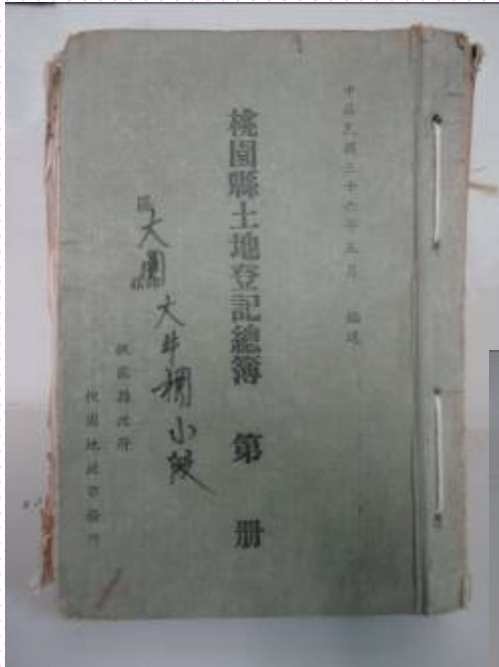 中華民國三十六年五月 編造
桃園縣土地登記總簿 第 册
區 大園 大牛稠小段
桃園縣政府
桃園地政事務所